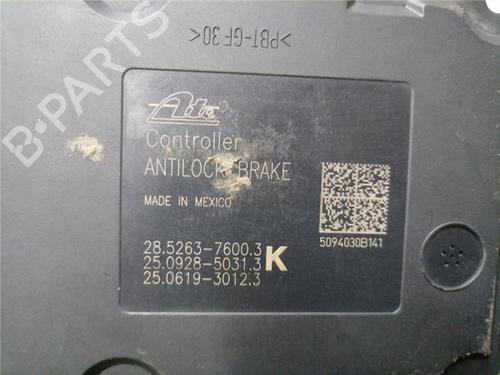 >PBT-GF30<
B-PARTS
Ate
Controller
ANTILOCK BRAKE
MADE IN MEXICO
5094030B141
28.5263-7600.3
25.0928-5031.3 K
25.0619-3012.3